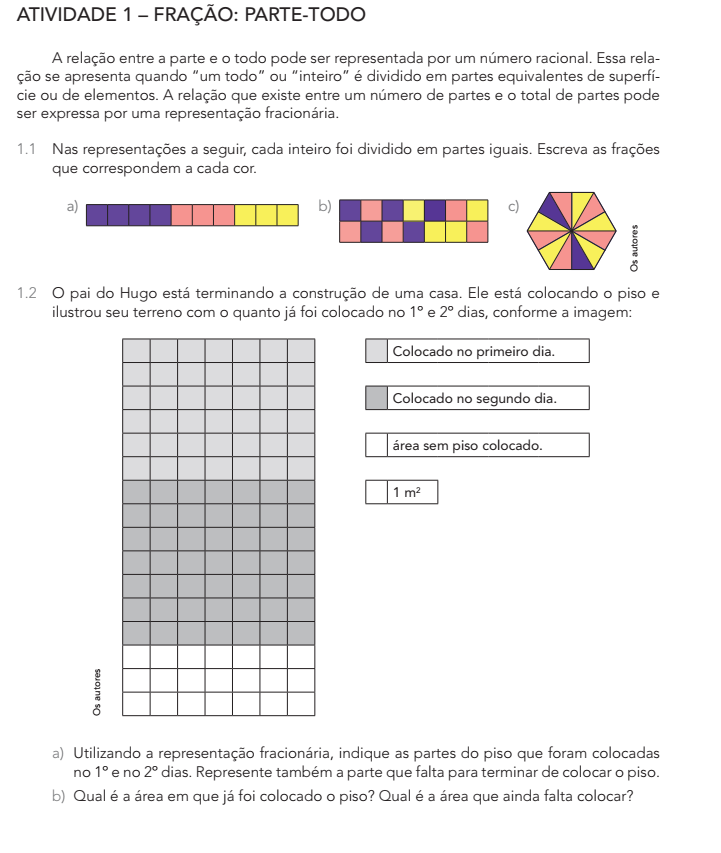 ATIVIDADE 1 – FRAÇÃO: PARTE-TODO
A relação entre a parte e o todo pode ser representada por um número racional. Essa rela-
ção se apresenta quando "um todo" ou "inteiro" é dividido em partes equivalentes de superfí-
cie ou de elementos. A relação que existe entre um número de partes e o total de partes pode
ser expressa por uma representação fracionária.
1.1 Nas representações a seguir, cada inteiro foi dividido em partes iguais. Escreva as frações
que correspondem a cada cor.
a) b) c)
Os autores
1.2 O pai do Hugo está terminando a construção de uma casa. Ele está colocando o piso e
ilustrou seu terreno com o quanto já foi colocado no 1º e 2º dias, conforme a imagem:
Colocado no primeiro dia.
Colocado no segundo dia.
área sem piso colocado.
1 m²
Os autores
a) Utilizando a representação fracionária, indique as partes do piso que foram colocadas
no 1º e no 2º dias. Represente também a parte que falta para terminar de colocar o piso.
b) Qual é a área em que já foi colocado o piso? Qual é a área que ainda falta colocar?